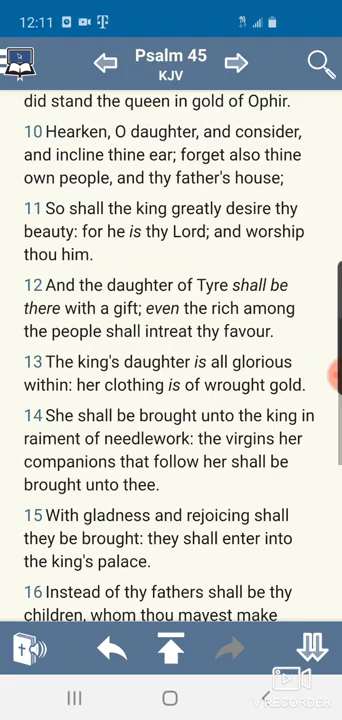 12:11
Psalm 45
KJV
did stand the queen in gold of Ophir.
10 Hearken, O daughter, and consider,
and incline thine ear; forget also thine
own people, and thy father's house;
11 So shall the king greatly desire thy
beauty: for he is thy Lord; and worship
thou him.
12 And the daughter of Tyre shall be
there with a gift; even the rich among
the people shall intreat thy favour.
13 The king's daughter is all glorious
within: her clothing is of wrought gold.
14 She shall be brought unto the king in
raiment of needlework: the virgins her
companions that follow her shall be
brought unto thee.
15 With gladness and rejoicing shall
they be brought: they shall enter into
the king's palace.
16 Instead of thy fathers shall be thy
children, whom thou mayest make
V RECORDER